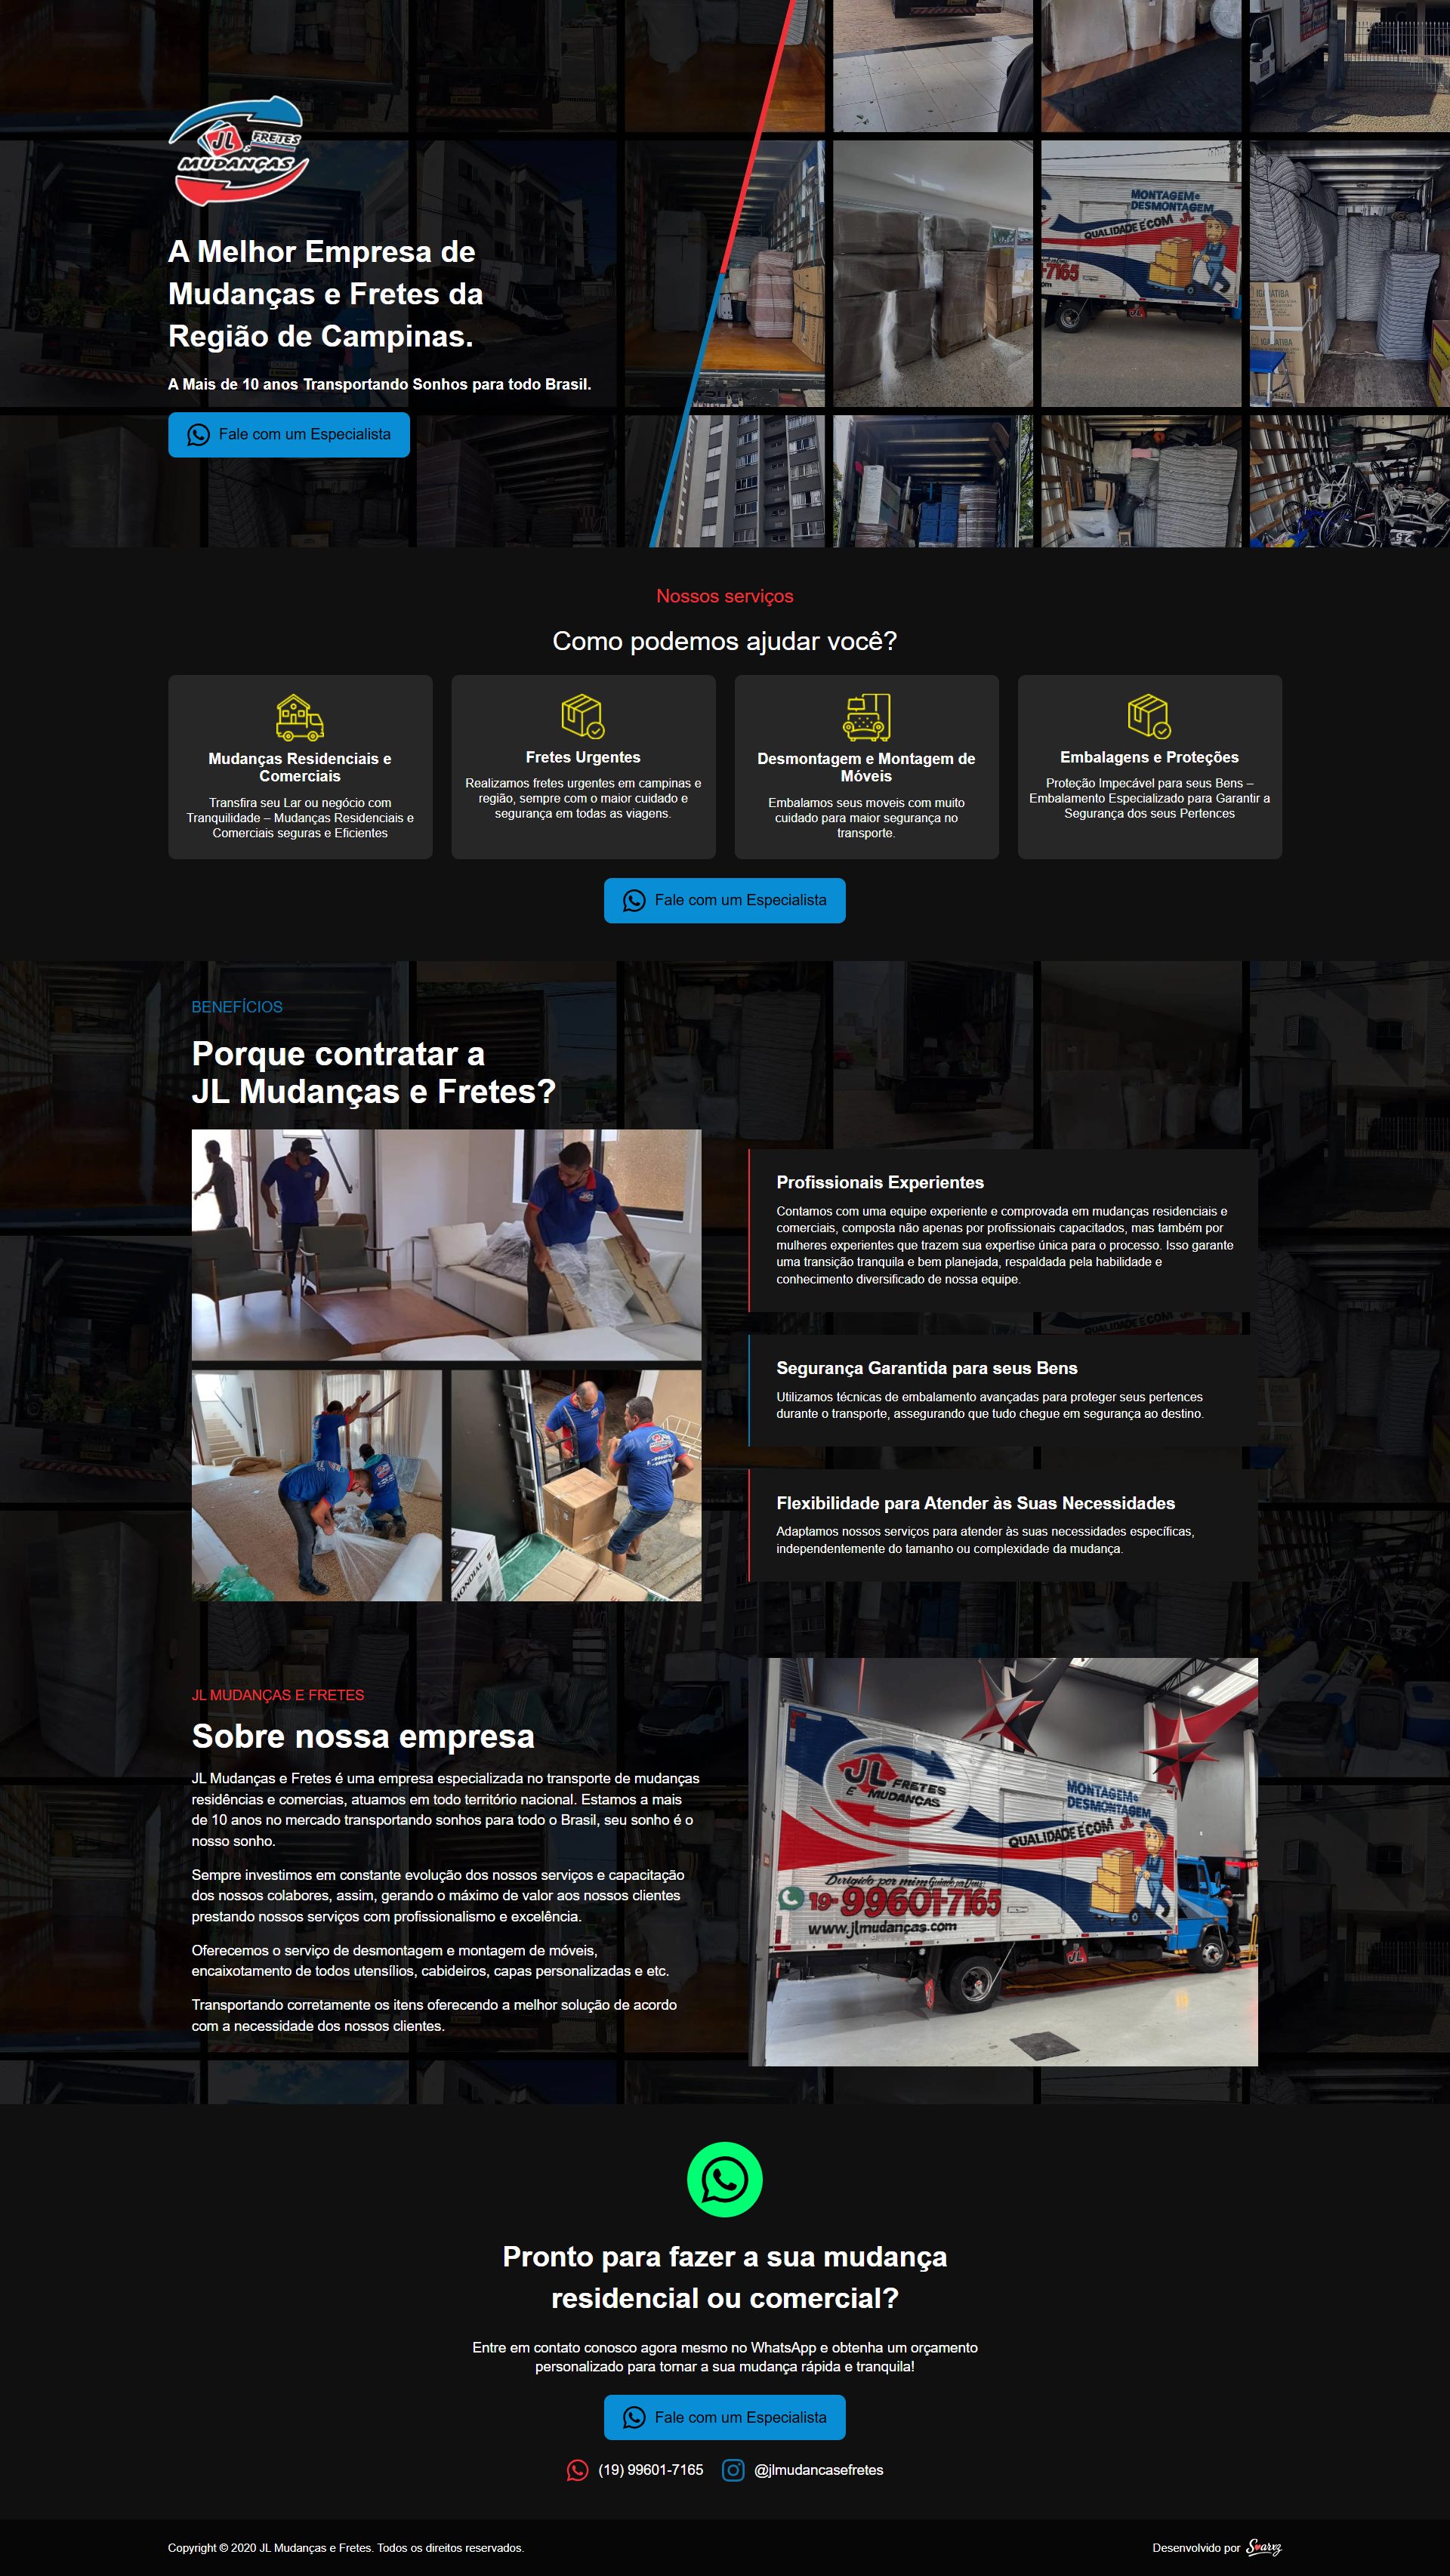 JL FRETES
MUDANÇAS
A Melhor Empresa de
Mudanças e Fretes da
Região de Campinas.
A Mais de 10 anos Transportando Sonhos para todo Brasil.
Fale com um Especialista
MONTAGEM e
DESMONTAGEM
QUALIDADE É COM JL
-7165
Nossos serviços
Como podemos ajudar você?
Mudanças Residenciais e
Comerciais
Transfira seu Lar ou negócio com
Tranquilidade – Mudanças Residenciais e
Comerciais seguras e Eficientes
Fretes Urgentes
Realizamos fretes urgentes em campinas e
região, sempre com o maior cuidado e
segurança em todas as viagens.
Desmontagem e Montagem de
Móveis
Embalamos seus moveis com muito
cuidado para maior segurança no
transporte.
Embalagens e Proteções
Proteção Impecável para seus Bens –
Embalamento Especializado para Garantir a
Segurança dos seus Pertences
Fale com um Especialista
BENEFÍCIOS
Porque contratar a
JL Mudanças e Fretes?
MONDIAL
Profissionais Experientes
Contamos com uma equipe experiente e comprovada em mudanças residenciais e
comerciais, composta não apenas por profissionais capacitados, mas também por
mulheres experientes que trazem sua expertise única para o processo. Isso garante
uma transição tranquila e bem planejada, respaldada pela habilidade e
conhecimento diversificado de nossa equipe.
Segurança Garantida para seus Bens
Utilizamos técnicas de embalamento avançadas para proteger seus pertences
durante o transporte, assegurando que tudo chegue em segurança ao destino.
Flexibilidade para Atender às Suas Necessidades
Adaptamos nossos serviços para atender às suas necessidades específicas,
independentemente do tamanho ou complexidade da mudança.
JL MUDANÇAS E FRETES
Sobre nossa empresa
JL Mudanças e Fretes é uma empresa especializada no transporte de mudanças
residências e comercias, atuamos em todo território nacional. Estamos a mais
de 10 anos no mercado transportando sonhos para todo o Brasil, seu sonho é o
nosso sonho.
Sempre investimos em constante evolução dos nossos serviços e capacitação
dos nossos colabores, assim, gerando o máximo de valor aos nossos clientes
prestando nossos serviços com profissionalismo e excelência.
Oferecemos o serviço de desmontagem e montagem de móveis,
encaixotamento de todos utensílios, cabideiros, capas personalizadas e etc.
Transportando corretamente os itens oferecendo a melhor solução de acordo
com a necessidade dos nossos clientes.
JL FRETES
E MUDANÇAS
MONTAGEM e
DESMONTAGEM
QUALIDADE É COM JL
Dirigido por mim Guiado por Deus
19-99601-7165
www.jlmudanças.com
JL
Pronto para fazer a sua mudança
residencial ou comercial?
Entre em contato conosco agora mesmo no WhatsApp e obtenha um orçamento
personalizado para tornar a sua mudança rápida e tranquila!
Fale com um Especialista
(19) 99601-7165
@jlmudancasefretes
Copyright © 2020 JL Mudanças e Fretes. Todos os direitos reservados.
Desenvolvido por Suarez